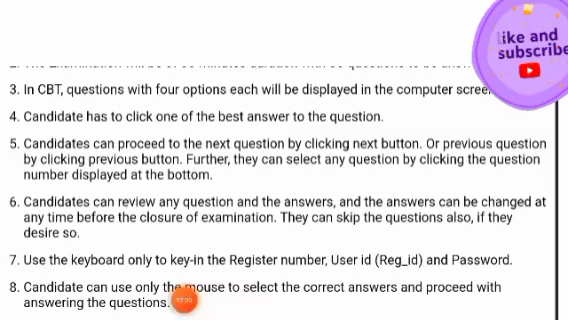 3. In CBT, questions with four options each will be displayed in the computer
4. Candidate has to click one of the best answer to the question.
5. Candidates can proceed to the next question by clicking next button. Or previous question
by clicking previous button. Further, they can select any question by clicking the question
number displayed at the bottom.
6. Candidates can review any question and the answers, and the answers can be changed at
any time before the closure of examination. They can skip the questions also, if they
desire so.
7. Use the keyboard only to key-in the Register number, User id (Reg_id) and Password.
8. Candidate can use only the mouse to select the correct answers and proceed with
answering the questions.
like and
subscribe